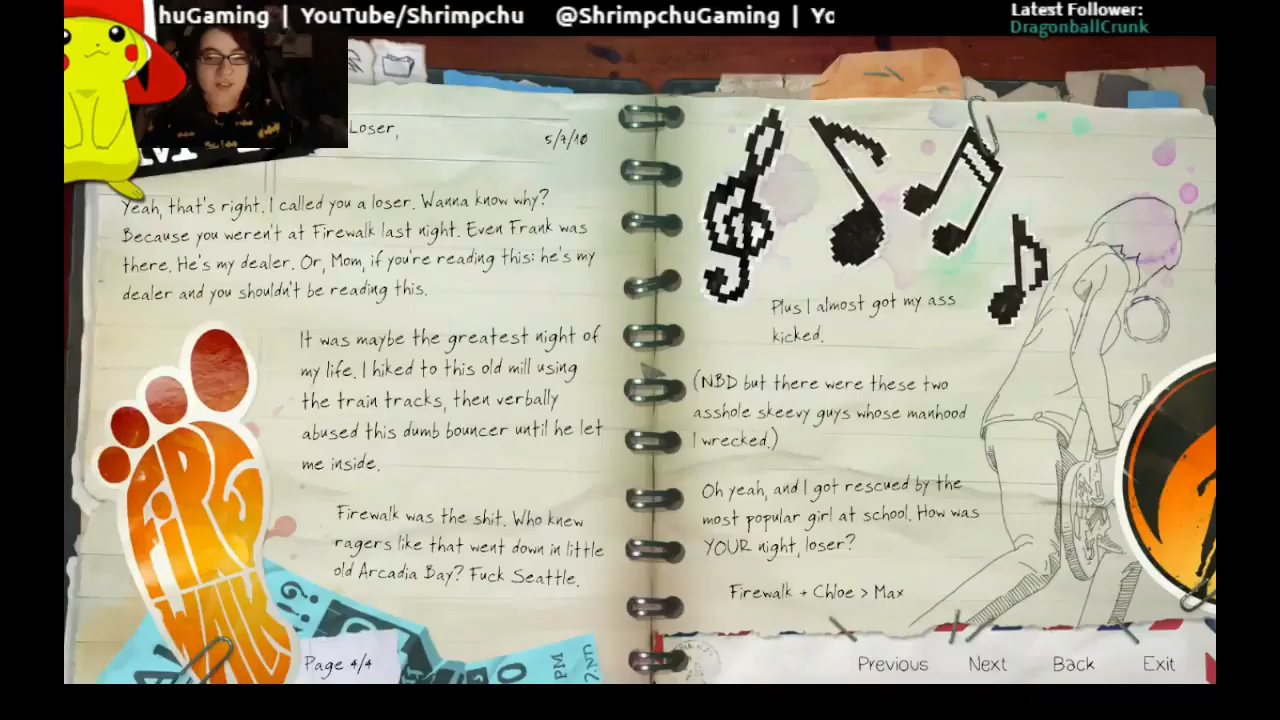 huGaming | YouTube/Shrimpchu @ShrimpchuGaming | Yo
Latest Follower:
DragonballCrunk
Loser,
5/7/10
Yeah, that's right. I called you a loser. Wanna know why?
Because you weren't at Firewalk last night. Even Frank was
there. He's my dealer. Or, Mom, if you're reading this: he's my
dealer and you shouldn't be reading this.
It was maybe the greatest night of
my life. I hiked to this old mill using
the train tracks, then verbally
abused this dumb bouncer until he let
me inside.
Firewalk was the shit. Who knew
ragers like that went down in little
old Arcadia Bay? Fuck Seattle.
FIRE
WALK
Page 4/4
PM
Plus I almost got my ass
kicked.
(NBD but there were these two
asshole skeevy guys whose manhood
I wrecked.)
Oh yeah, and I got rescued by the
most popular girl at school. How was
YOUR night, loser?
Firewalk + Chloe > Max
Previous Next Back Exit